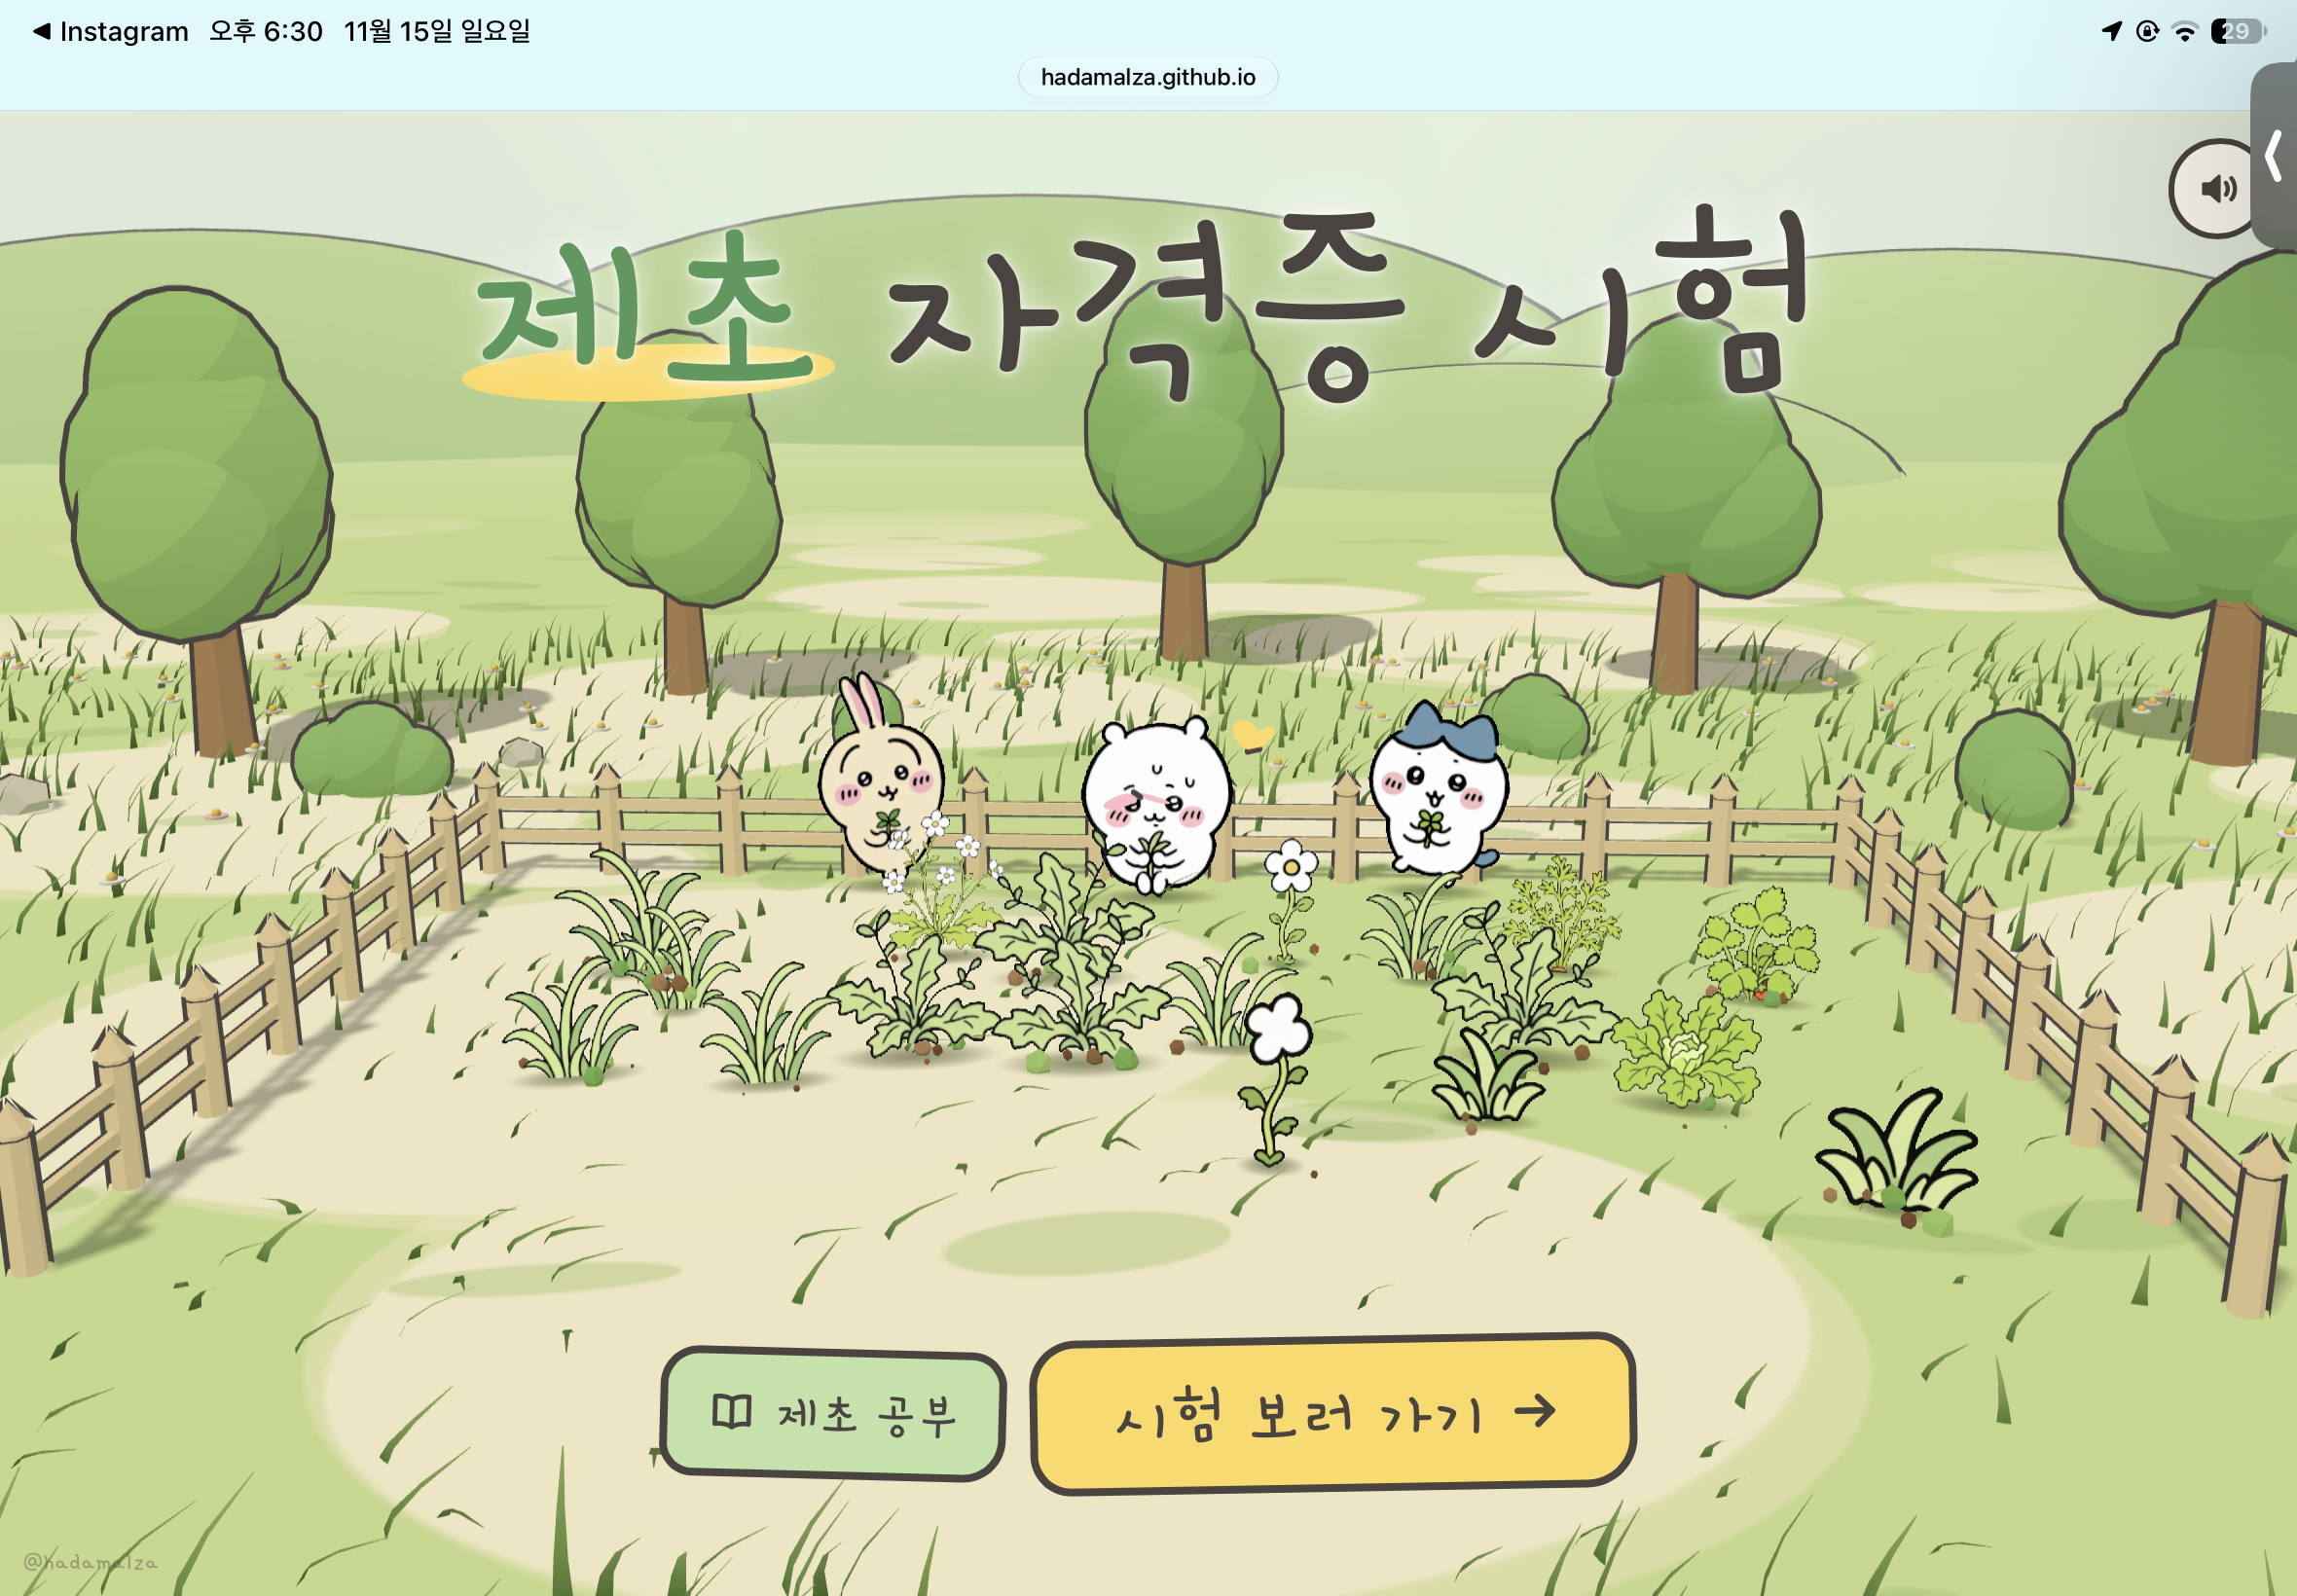 Instagram 오후 6:30 11월 15일 일요일
29
hadamalza.github.io
제초 자격증 시험
제초 공부
시험 보러 가기 →
@hadamalza